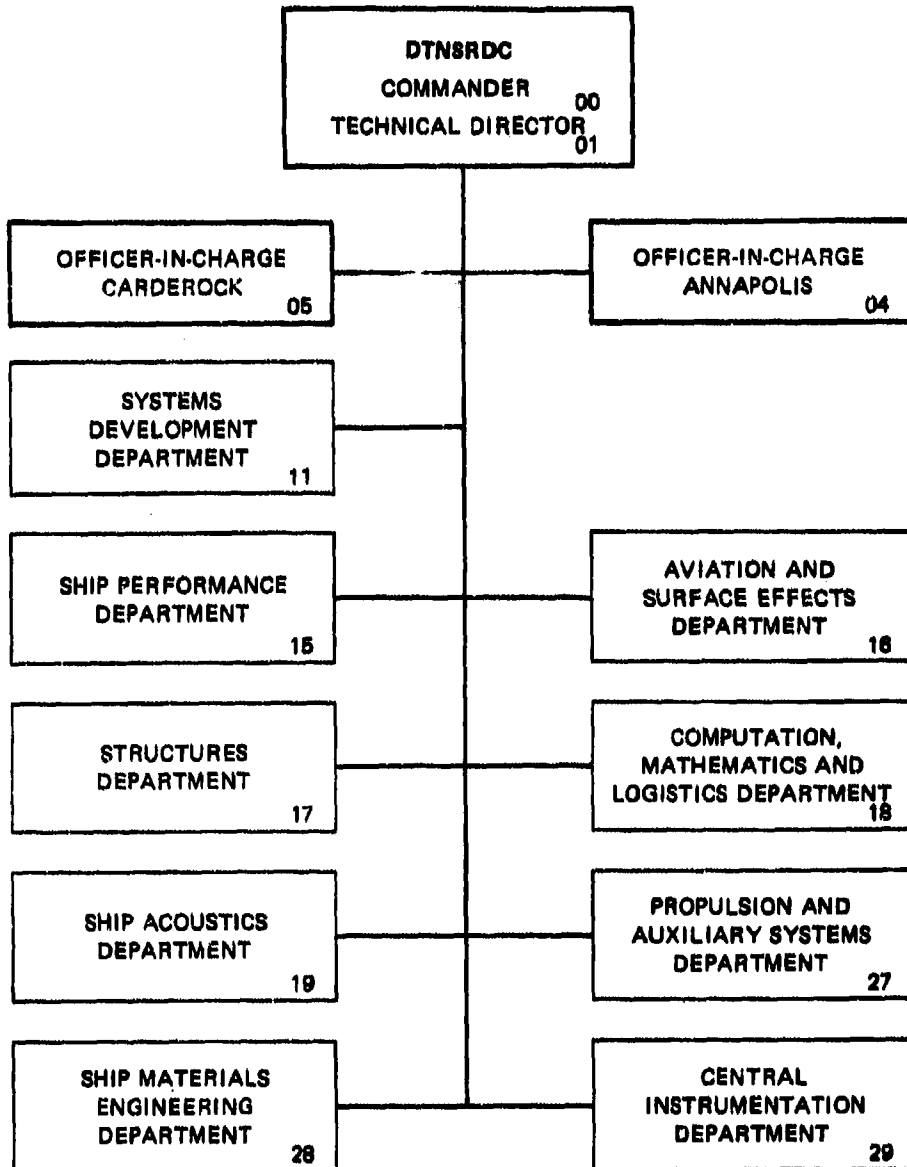 DTNSRDC
COMMANDER
00
TECHNICAL DIRECTOR
01
OFFICER-IN-CHARGE
CARDEROCK
05
OFFICER-IN-CHARGE
ANNAPOLIS
04
SYSTEMS
DEVELOPMENT
DEPARTMENT
11
SHIP PERFORMANCE
DEPARTMENT
15
AVIATION AND
SURFACE EFFECTS
DEPARTMENT
16
STRUCTURES
DEPARTMENT
17
COMPUTATION,
MATHEMATICS AND
LOGISTICS DEPARTMENT
18
SHIP ACOUSTICS
DEPARTMENT
19
PROPULSION AND
AUXILIARY SYSTEMS
DEPARTMENT
27
SHIP MATERIALS
ENGINEERING
DEPARTMENT
28
CENTRAL
INSTRUMENTATION
DEPARTMENT
29